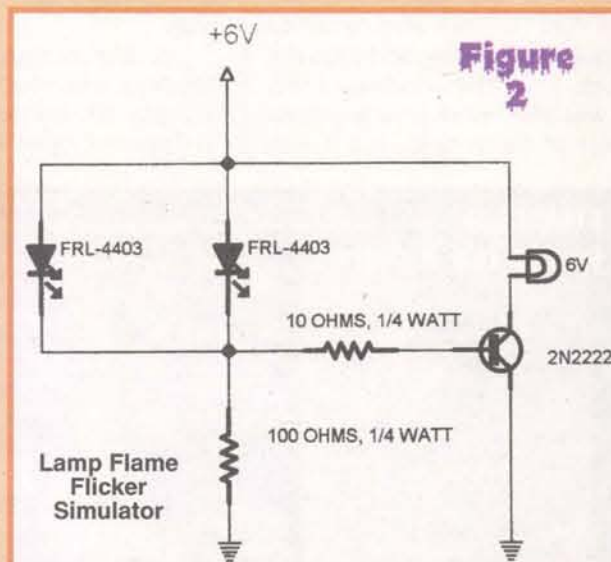 +6V
Figure
2
FRL-4403
FRL-4403
6V
10 OHMS, 1/4 WATT
2N2222
100 OHMS, 1/4 WATT
Lamp Flame
Flicker
Simulator